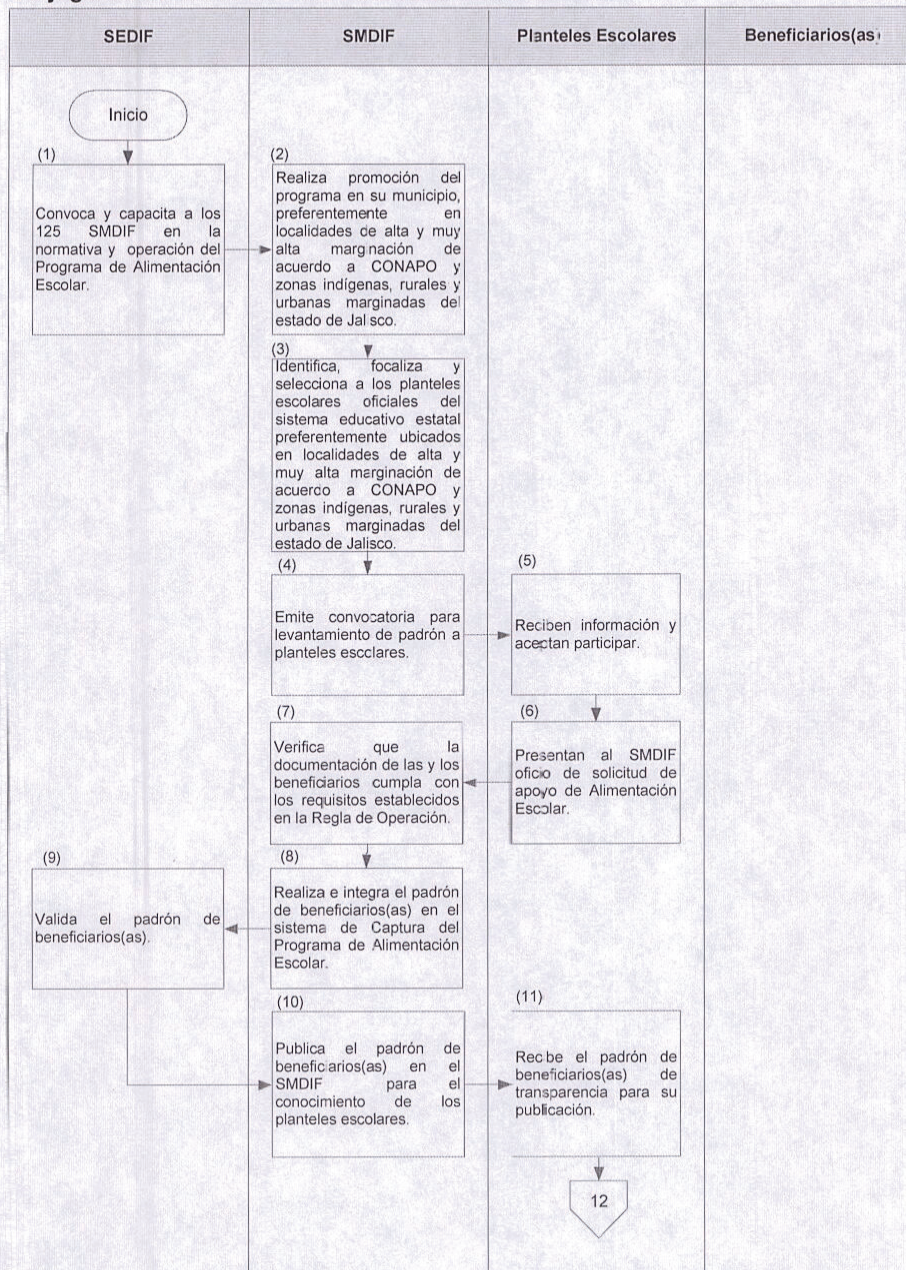 SEDIF
SMDIF
Planteles Escolares
Beneficiarios(as)
Inicio
(1)
Convoca y capacita a los
125 SMDIF en la
normativa y operación del
Programa de Alimentación
Escolar.
(2)
Realiza promoción del
programa en su municipio,
preferentemente en
localidades de alta y muy
alta marginación de
acuerdo a CONAPO y
zonas indígenas, rurales y
urbanas marginadas del
estado de Jalisco.
(3)
Identifica, focaliza y
selecciona a los planteles
escolares oficiales del
sistema educativo estatal
preferentemente ubicados
en localidades de alta y
muy alta marginación de
acuerdo a CONAPO y
zonas indígenas, rurales y
urbanas marginadas del
estado de Jalisco.
(4)
Emite convocatoria para
levantamiento de padrón a
planteles escolares.
(5)
Reciben información y
aceptan participar.
(6)
Presentan al SMDIF
oficio de solicitud de
apoyo de Alimentación
Escolar.
(7)
Verifica que la
documentación de las y los
beneficiarios cumpla con
los requisitos establecidos
en la Regla de Operación.
(8)
Realiza e integra el padrón
de beneficiarios(as) en el
sistema de Captura del
Programa de Alimentación
Escolar.
(9)
Valida el padrón de
beneficiarios(as).
(10)
Publica el padrón de
beneficiarios(as) en el
SMDIF para el
conocimiento de los
planteles escolares.
(11)
Recibe el padrón de
beneficiarios(as) de
transparencia para su
publicación.
12